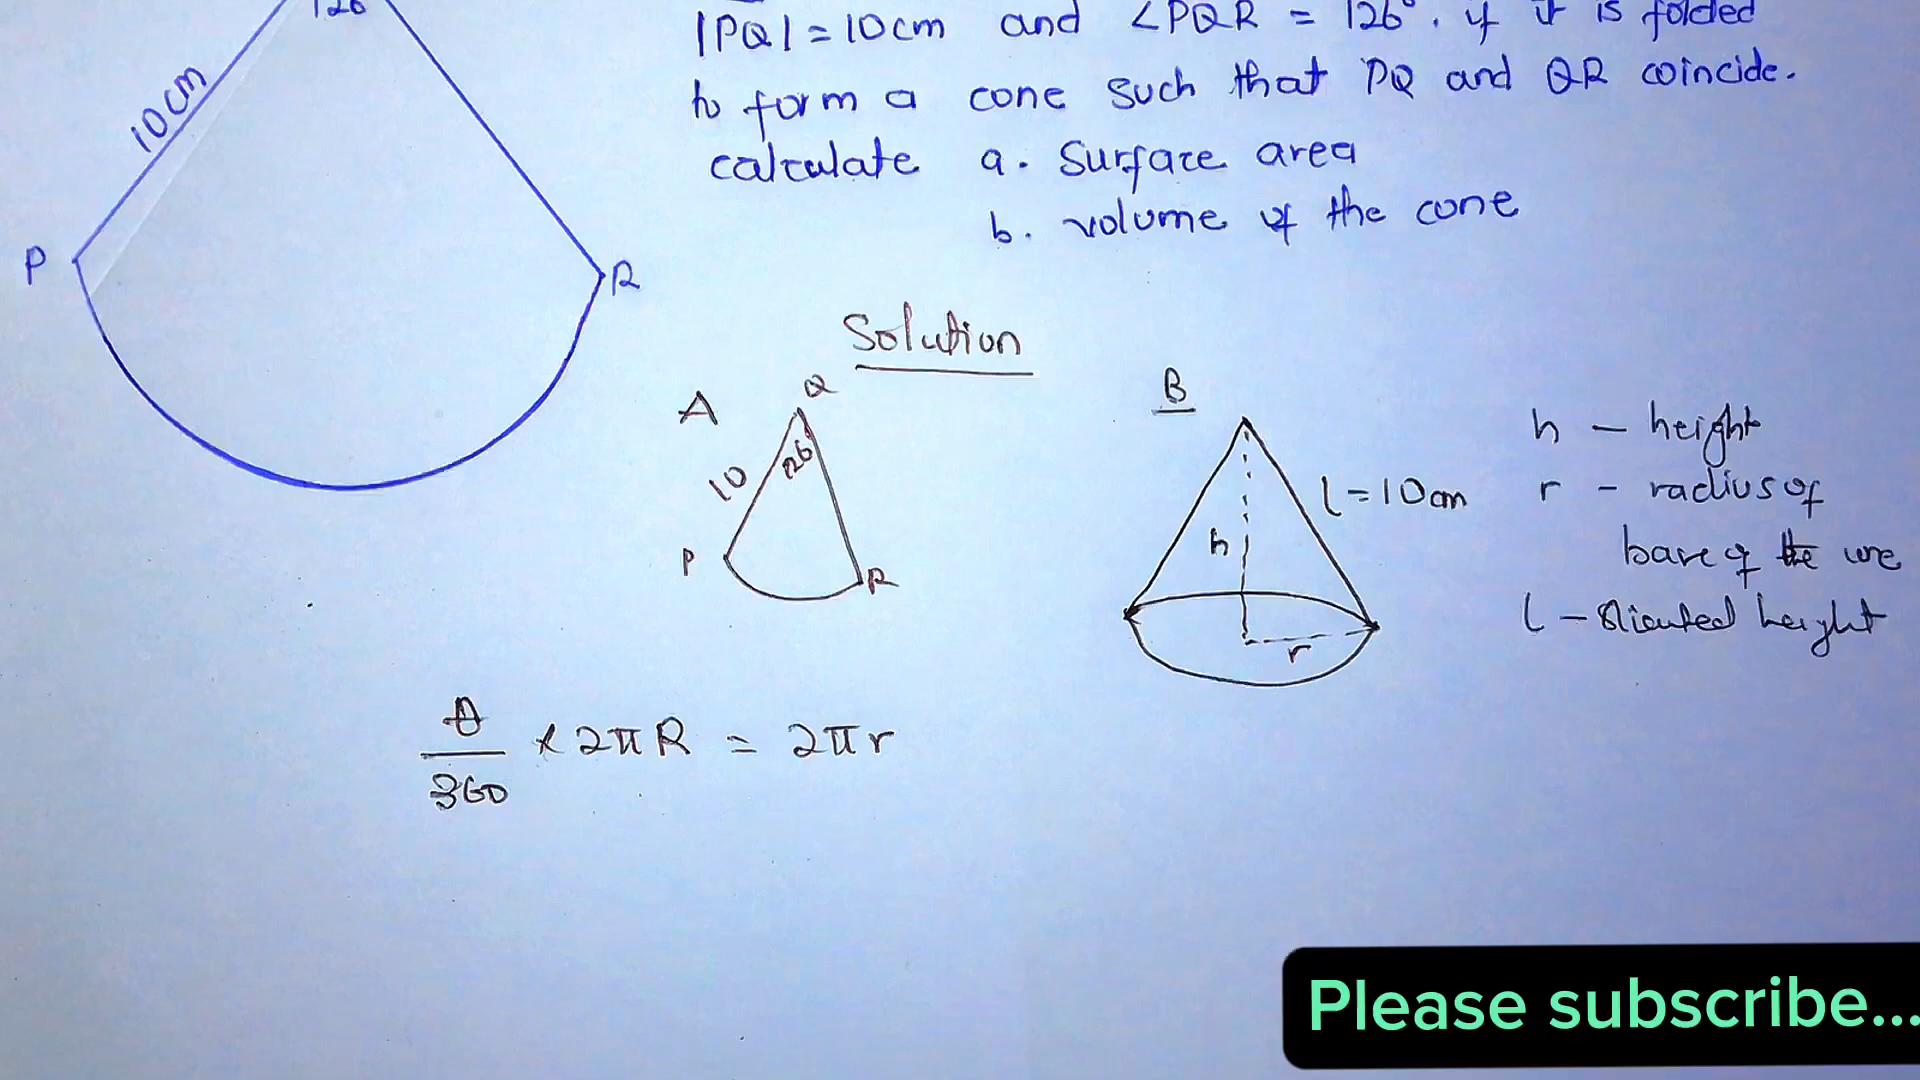 126
|PQ| = 10cm and ∠PQR = 126°. if it is folded
to form a cone such that PQ and QR coincide.
calculate a. Surface area
b. volume of the cone
10cm
P
R
Solution
A
Q
126
10
P
R
B
l = 10cm
h
r
h – height
r – radius of
base of the cone
l – height
θ/360 × 2πR = 2πr
Please subscribe...